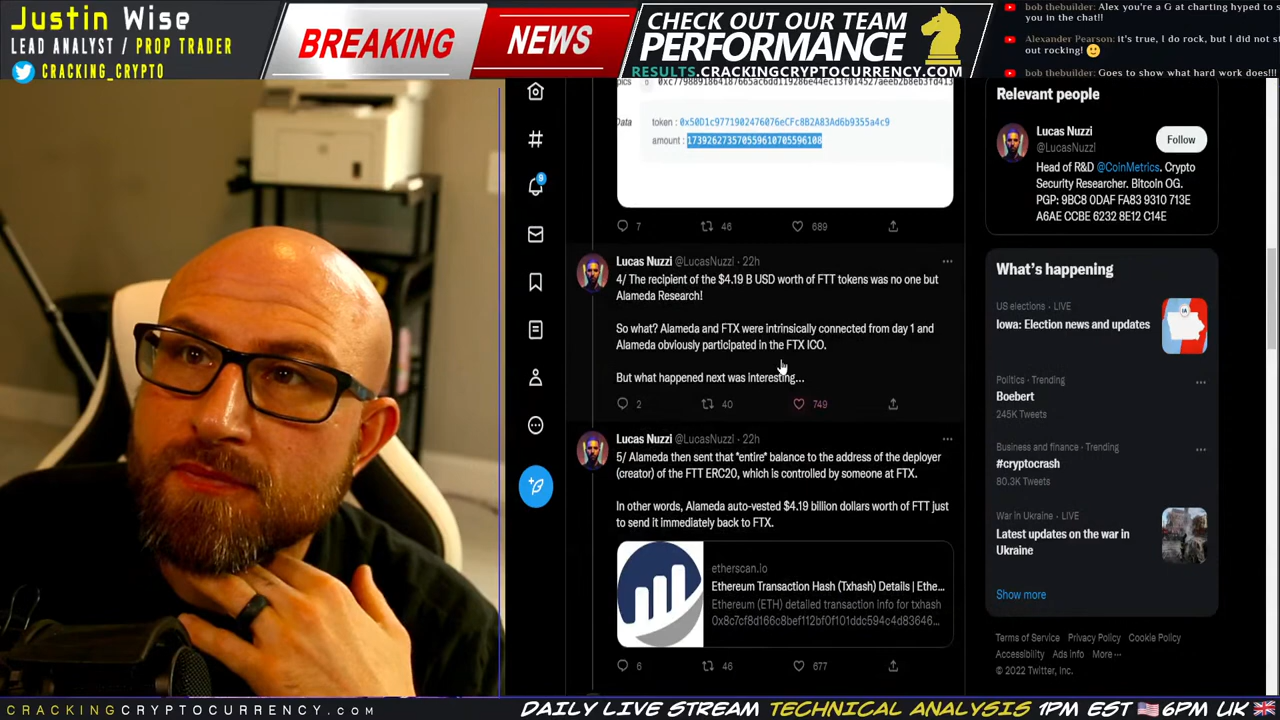 Justin Wise
LEAD ANALYST / PROP TRADER
CRACKING_CRYPTO
BREAKING
NEWS
CHECK OUT OUR TEAM
PERFORMANCE
RESULTS.CRACKINGCRYPTOCURRENCY.COM
bob thebuilder: Alex you're a G at charting hyped to s
you in the chat!!
Alexander Pearson: It's true, I do rock, but I did not st
out rocking!
bob thebuilder: Goes to show what hard work does!!!
9
Data
token : 0x50D1c9771902476076eCFc8B2A83Ad6b9355a4c9
amount : 173926273570559610705596108
7
46
689
Lucas Nuzzi @LucasNuzzi · 22h
4/ The recipient of the $4.19 B USD worth of FTT tokens was no one but
Alameda Research!
So what? Alameda and FTX were intrinsically connected from day 1 and
Alameda obviously participated in the FTX ICO.
But what happened next was interesting...
2
40
749
Lucas Nuzzi @LucasNuzzi · 22h
5/ Alameda then sent that *entire* balance to the address of the deployer
(creator) of the FTT ERC20, which is controlled by someone at FTX.
In other words, Alameda auto-vested $4.19 billion dollars worth of FTT just
to send it immediately back to FTX.
etherscan.io
Ethereum Transaction Hash (Txhash) Details | Ethe...
Ethereum (ETH) detailed transaction info for txhash
0x8c7cf8d166c8bef112bf0f101ddc594c4d83646...
6
46
677
Relevant people
Lucas Nuzzi
@LucasNuzzi
Follow
Head of R&D @CoinMetrics. Crypto
Security Researcher. Bitcoin OG.
PGP: 9BC8 0DAF FA83 9310 713E
A6AE CCBE 6232 8E12 C14E
What's happening
US elections · LIVE
Iowa: Election news and updates
IA
Politics · Trending
Boebert
245K Tweets
Business and finance · Trending
#cryptocrash
80.3K Tweets
War in Ukraine · LIVE
Latest updates on the war in
Ukraine
Show more
Terms of Service Privacy Policy Cookie Policy
Accessibility Ads info More ···
© 2022 Twitter, Inc.
CRACKINGCRYPTOCURRENCY.COM
DAILY LIVE STREAM TECHNICAL ANALYSIS 1PM EST 6PM UK